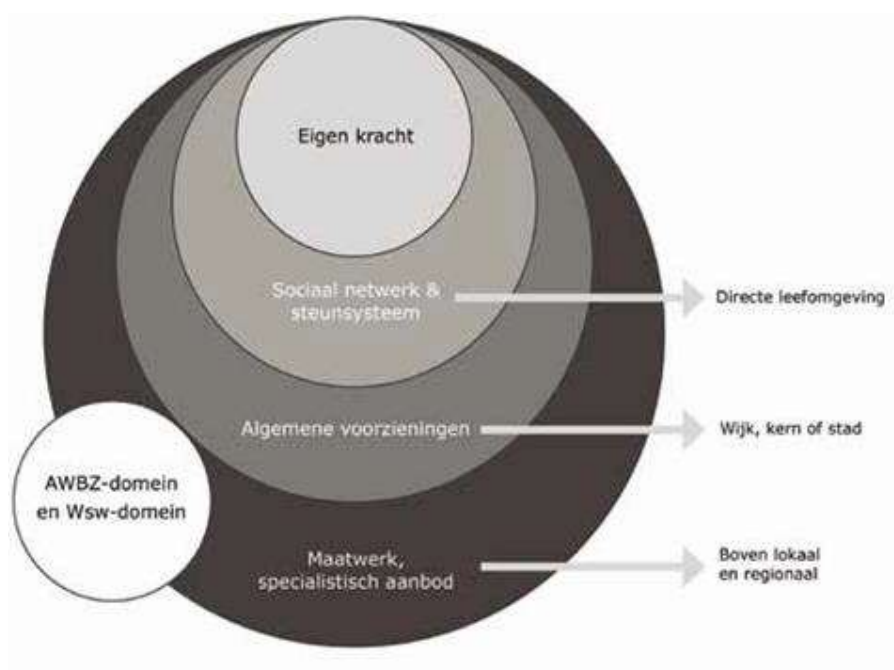 Eigen kracht
Sociaal netwerk &
steunsysteem
Directe leefomgeving
Algemene voorzieningen
Wijk, kern of stad
AWBZ-domein
en Wsw-domein
Maatwerk,
specialistisch aanbod
Boven lokaal
en regionaal